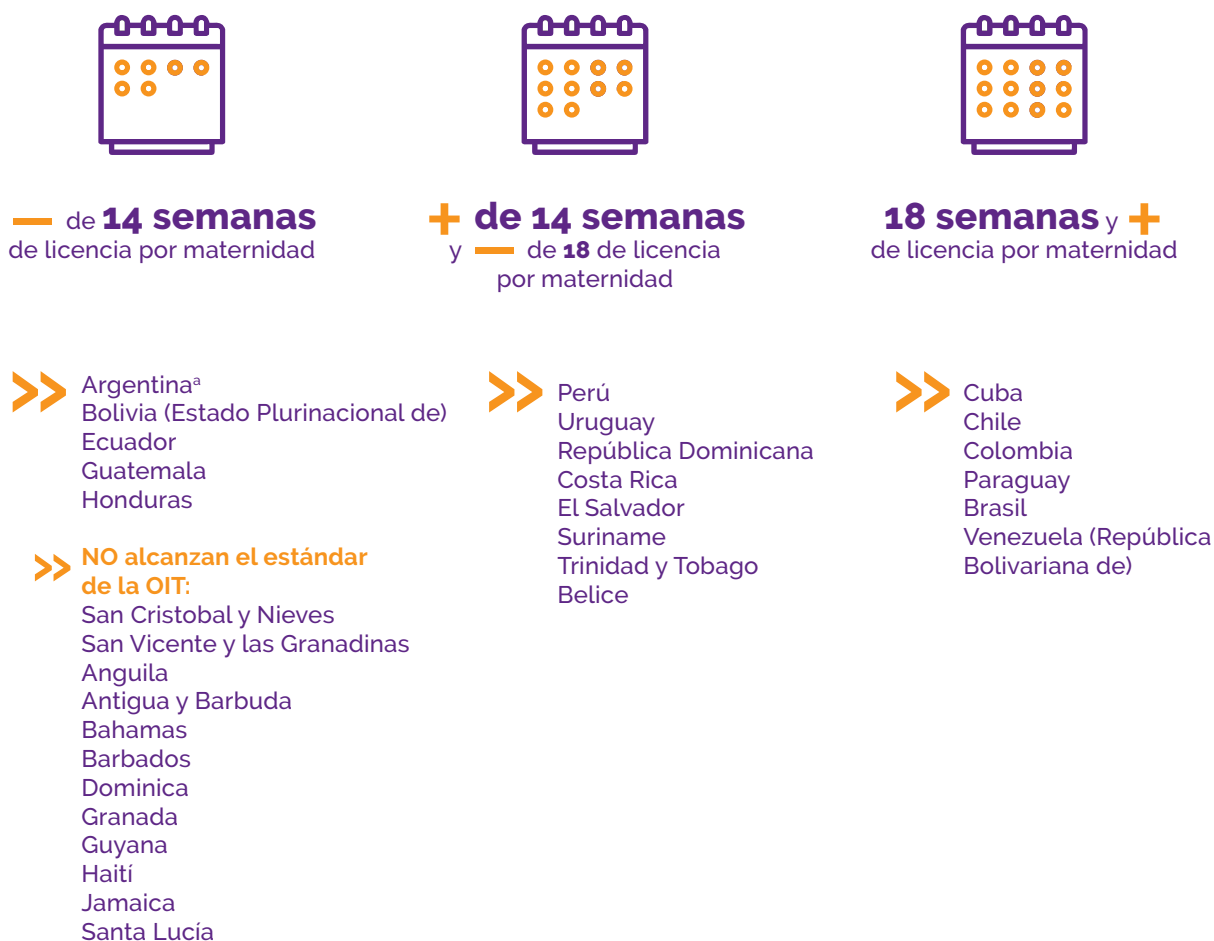 — de 14 semanas
de licencia por maternidad
Argentinaª
Bolivia (Estado Plurinacional de)
Ecuador
Guatemala
Honduras
NO alcanzan el estándar
de la OIT:
San Cristobal y Nieves
San Vicente y las Granadinas
Anguila
Antigua y Barbuda
Bahamas
Barbados
Dominica
Granada
Guyana
Haití
Jamaica
Santa Lucía
+ de 14 semanas
y — de 18 de licencia
por maternidad
Perú
Uruguay
República Dominicana
Costa Rica
El Salvador
Suriname
Trinidad y Tobago
Belice
18 semanas y +
de licencia por maternidad
Cuba
Chile
Colombia
Paraguay
Brasil
Venezuela (República
Bolivariana de)